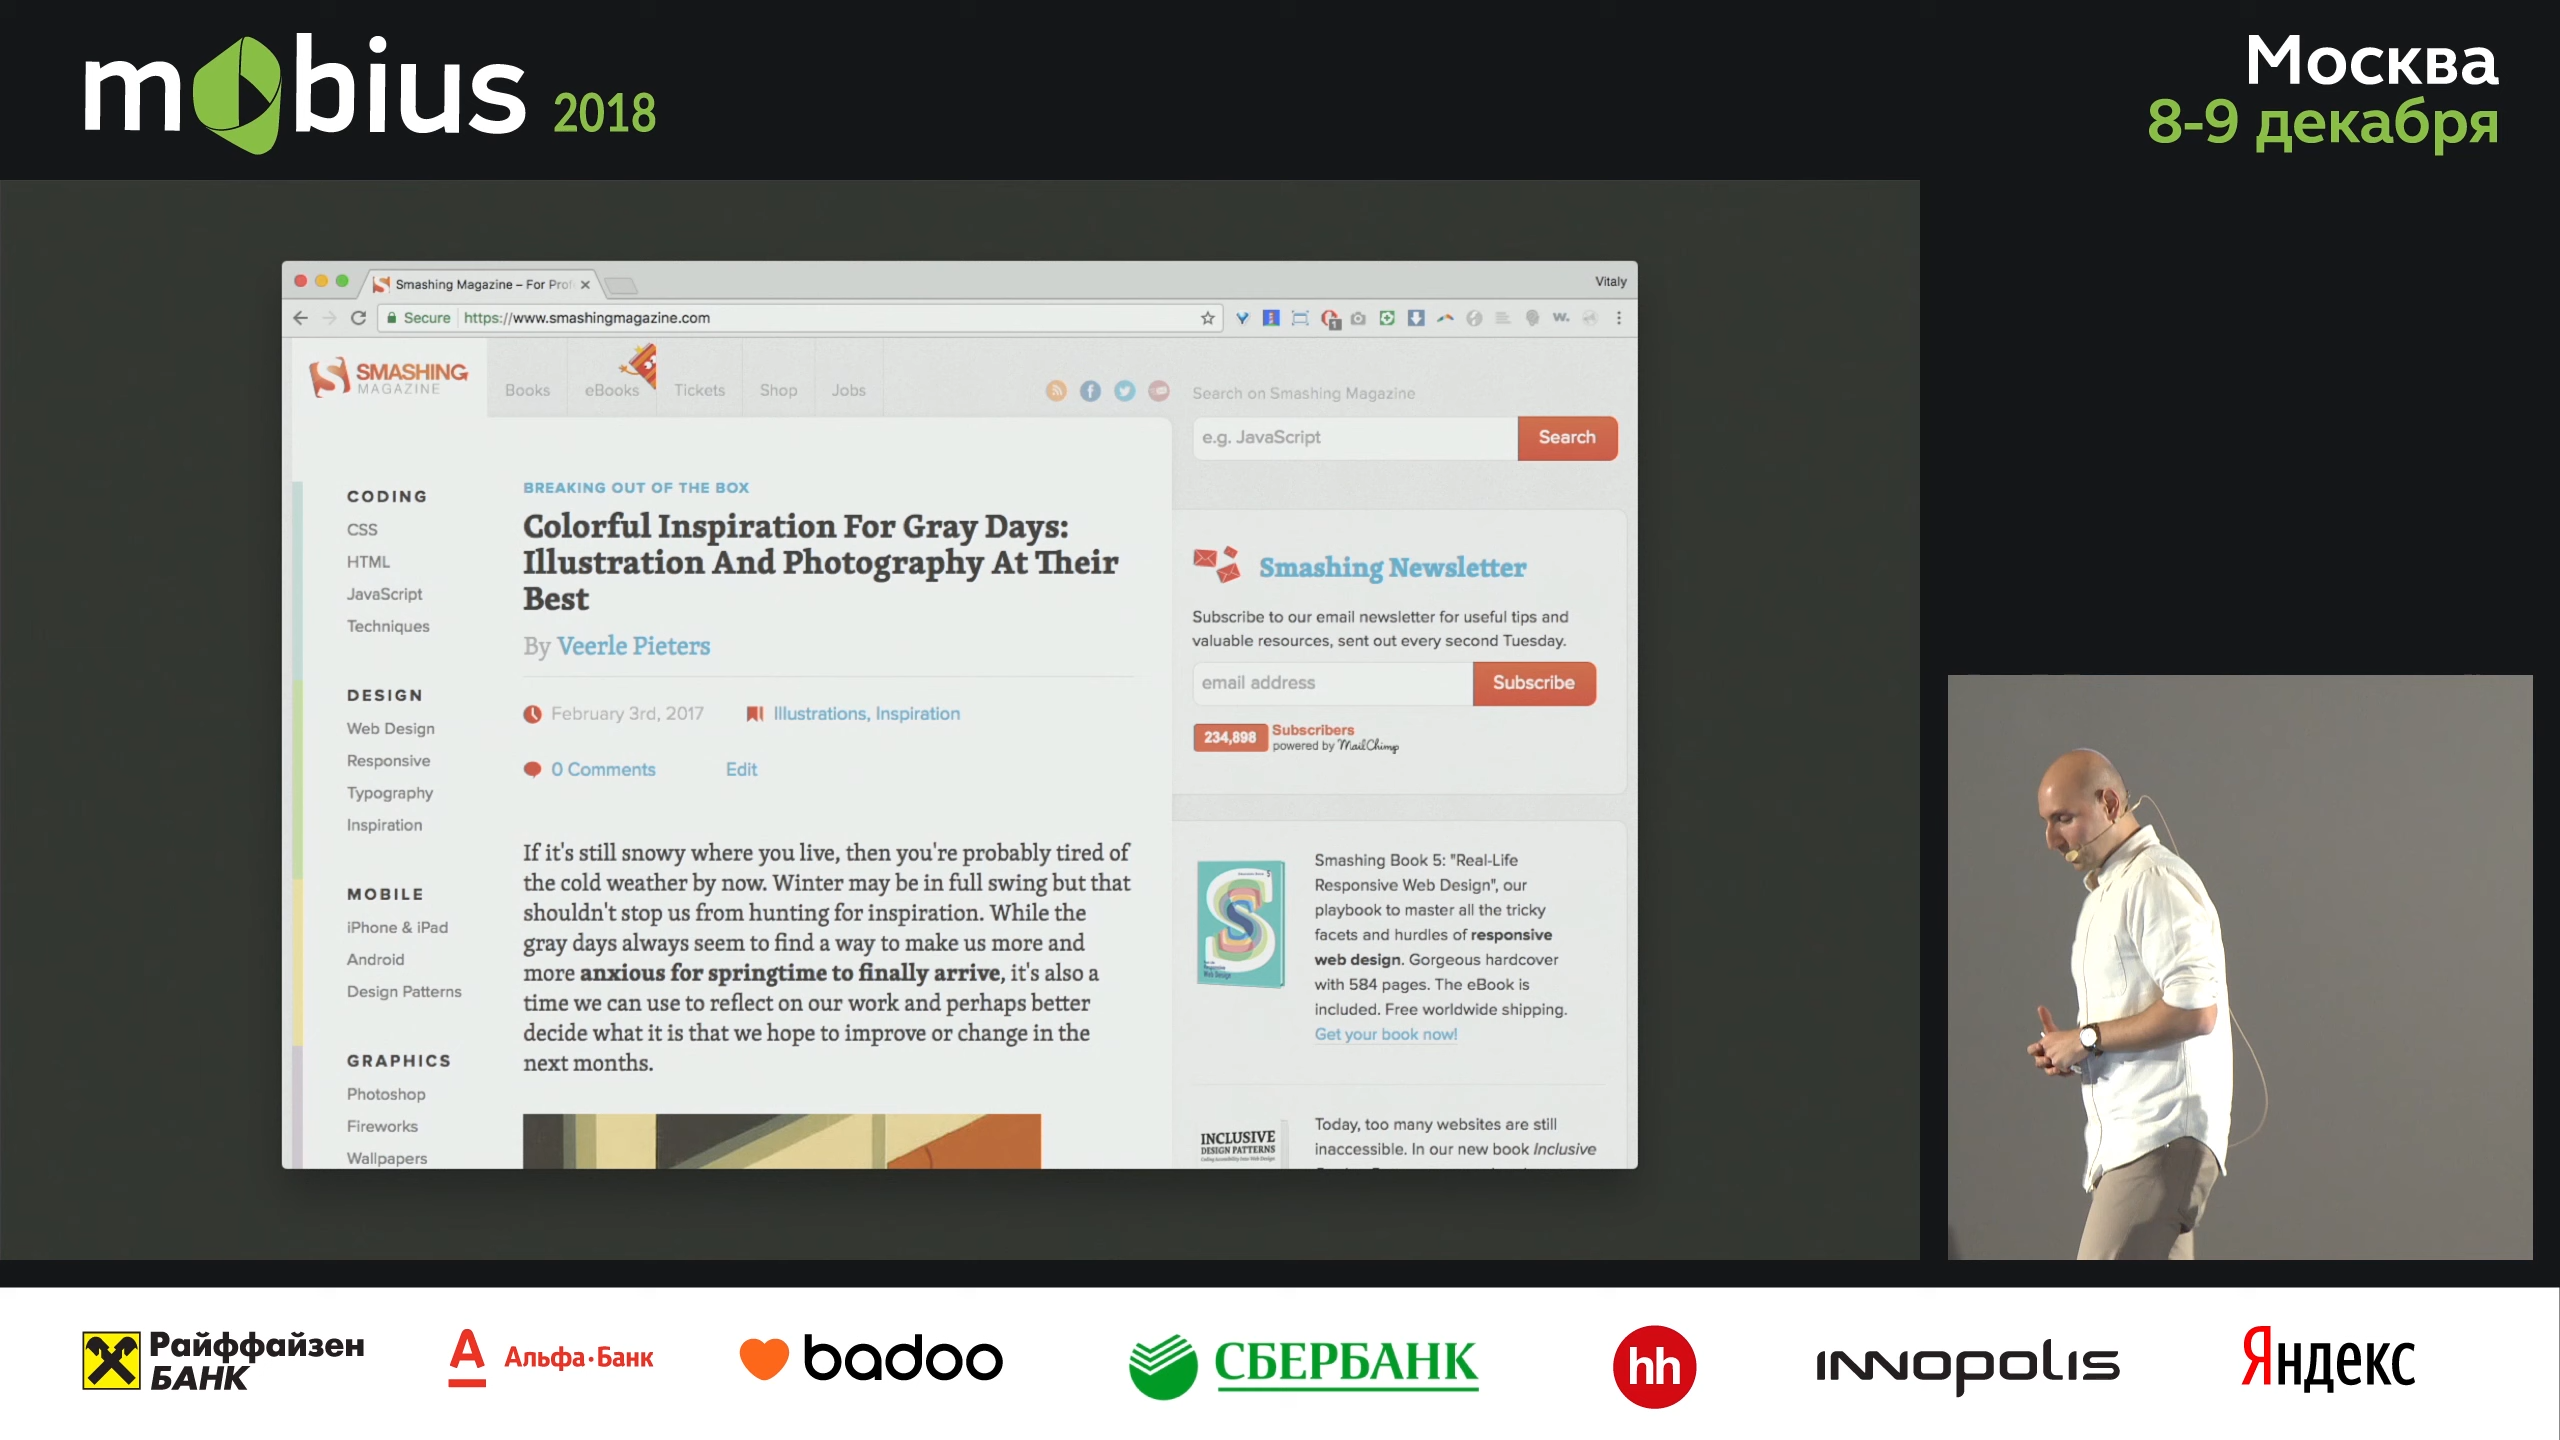 mobius 2018
Москва
8-9 декабря
Smashing Magazine – For Prof
Vitaly
Secure
https://www.smashingmagazine.com
SMASHING
MAGAZINE
Books
eBooks
Tickets
Shop
Jobs
Search on Smashing Magazine
e.g. JavaScript
Search
CODING
CSS
HTML
JavaScript
Techniques
DESIGN
Web Design
Responsive
Typography
Inspiration
MOBILE
iPhone & iPad
Android
Design Patterns
GRAPHICS
Photoshop
Fireworks
Wallpapers
BREAKING OUT OF THE BOX
Colorful Inspiration For Gray Days:
Illustration And Photography At Their
Best
By Veerle Pieters
February 3rd, 2017
Illustrations, Inspiration
0 Comments
Edit
If it's still snowy where you live, then you're probably tired of
the cold weather by now. Winter may be in full swing but that
shouldn't stop us from hunting for inspiration. While the
gray days always seem to find a way to make us more and
more anxious for springtime to finally arrive, it's also a
time we can use to reflect on our work and perhaps better
decide what it is that we hope to improve or change in the
next months.
Smashing Newsletter
Subscribe to our email newsletter for useful tips and
valuable resources, sent out every second Tuesday.
email address
Subscribe
234,898
Subscribers
powered by MailChimp
Smashing Book 5: "Real-Life
Responsive Web Design", our
playbook to master all the tricky
facets and hurdles of responsive
web design. Gorgeous hardcover
with 584 pages. The eBook is
included. Free worldwide shipping.
Get your book now!
INCLUSIVE
DESIGN PATTERNS
Today, too many websites are still
inaccessible. In our new book Inclusive
Райффайзен
БАНК
Альфа·Банк
badoo
СБЕРБАНК
hh
INNOPOLIS
Яндекс